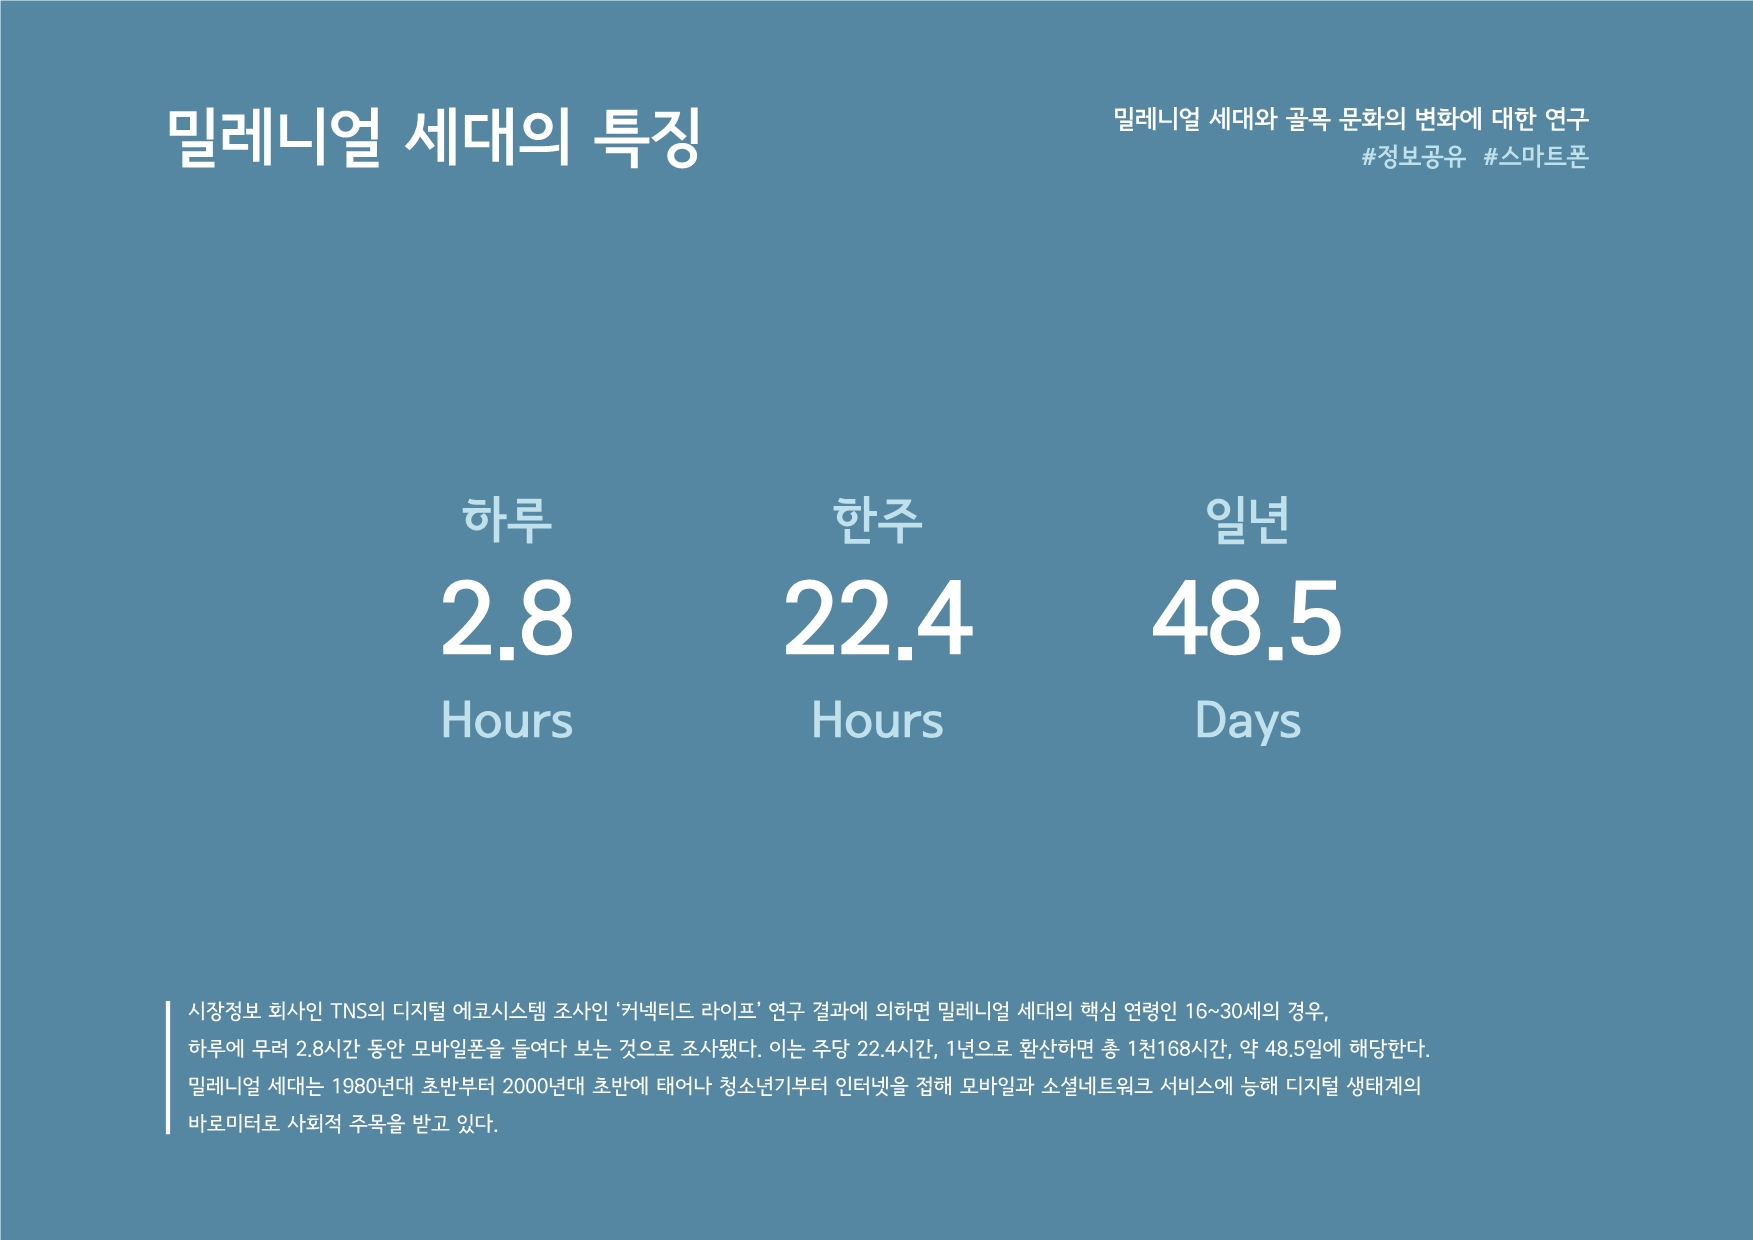 밀레니얼 세대의 특징
밀레니얼 세대와 골목 문화의 변화에 대한 연구
#정보공유 #스마트폰
하루
2.8
Hours
한주
22.4
Hours
일년
48.5
Days
시장정보 회사인 TNS의 디지털 에코시스템 조사인 ‘커넥티드 라이프’ 연구 결과에 의하면 밀레니얼 세대의 핵심 연령인 16~30세의 경우,
하루에 무려 2.8시간 동안 모바일폰을 들여다 보는 것으로 조사됐다. 이는 주당 22.4시간, 1년으로 환산하면 총 1천168시간, 약 48.5일에 해당한다.
밀레니얼 세대는 1980년대 초반부터 2000년대 초반에 태어나 청소년기부터 인터넷을 접해 모바일과 소셜네트워크 서비스에 능해 디지털 생태계의
바로미터로 사회적 주목을 받고 있다.